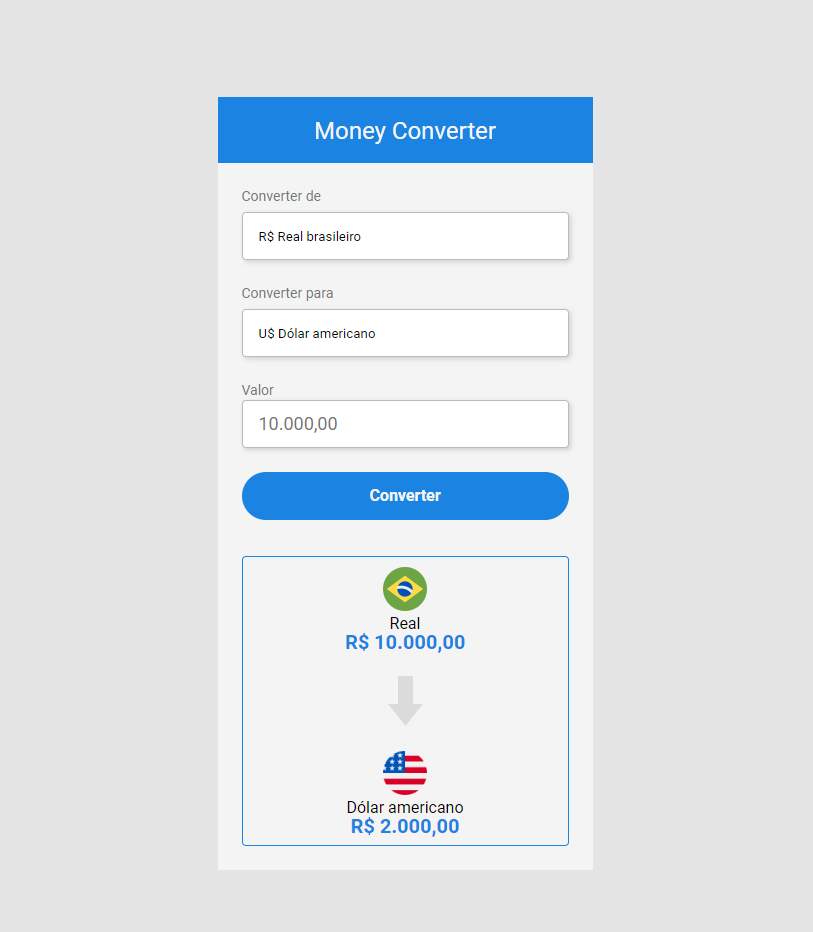 Money Converter
Converter de
R$ Real brasileiro
Converter para
U$ Dólar americano
Valor
10.000,00
Converter
Real
R$ 10.000,00
Dólar americano
R$ 2.000,00